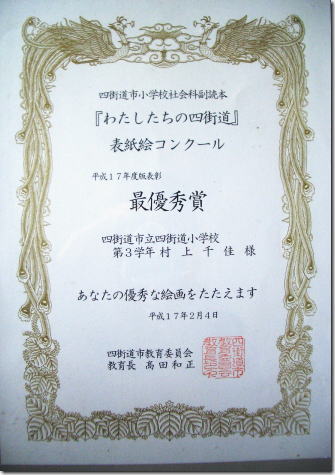 四街道市小学校社会科副読本
『わたしたちの四街道』
表紙絵コンクール
平成17年度版表彰
最優秀賞
四街道市立四街道小学校
第3学年 村上千佳様
あなたの優秀な絵画をたたえます
平成17年2月4日
四街道市教育委員会
教育長 高田和正